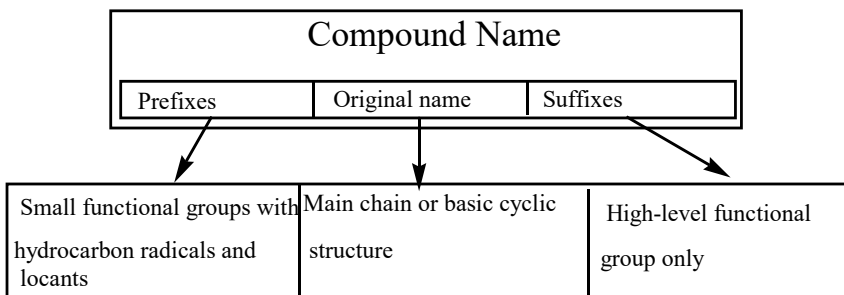 Compound Name
Prefixes
Original name
Suffixes
Small functional groups with
hydrocarbon radicals and
locants
Main chain or basic cyclic
structure
High-level functional
group only